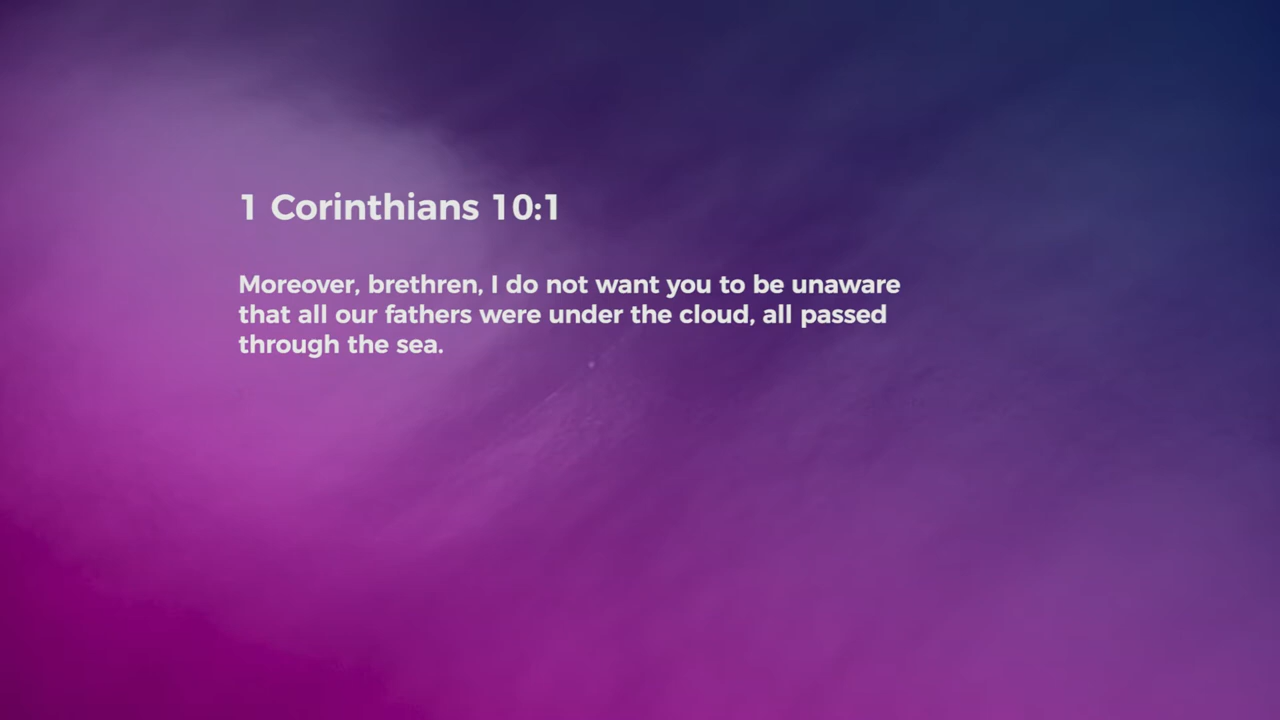 1 Corinthians 10:1
Moreover, brethren, I do not want you to be unaware
that all our fathers were under the cloud, all passed
through the sea.